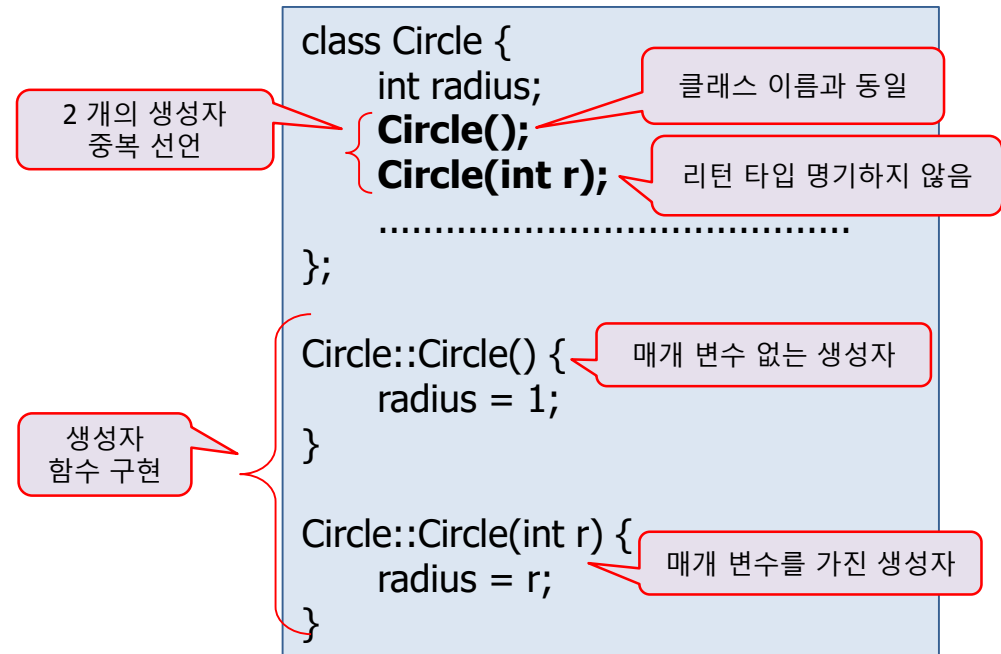 class Circle {
int radius;
클래스 이름과 동일
2 개의 생성자
중복 선언
Circle();
Circle(int r);
리턴 타입 명기하지 않음
..........................................
};
Circle::Circle() {
매개 변수 없는 생성자
radius = 1;
}
생성자
함수 구현
Circle::Circle(int r) {
매개 변수를 가진 생성자
radius = r;
}